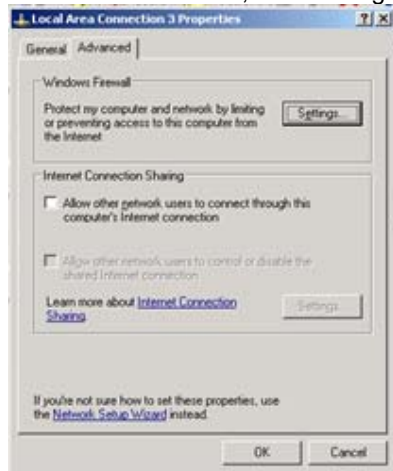 Local Area Connection 3 Properties
General
Advanced
Windows Firewall
Protect my computer and network by limiting
or preventing access to this computer from
the Internet
Settings...
Internet Connection Sharing
Allow other network users to connect through this
computer's Internet connection
Allow other network users to control or disable the
shared Internet connection
Learn more about Internet Connection
Sharing.
Settings...
If you're not sure how to set these properties, use
the Network Setup Wizard instead.
OK
Cancel